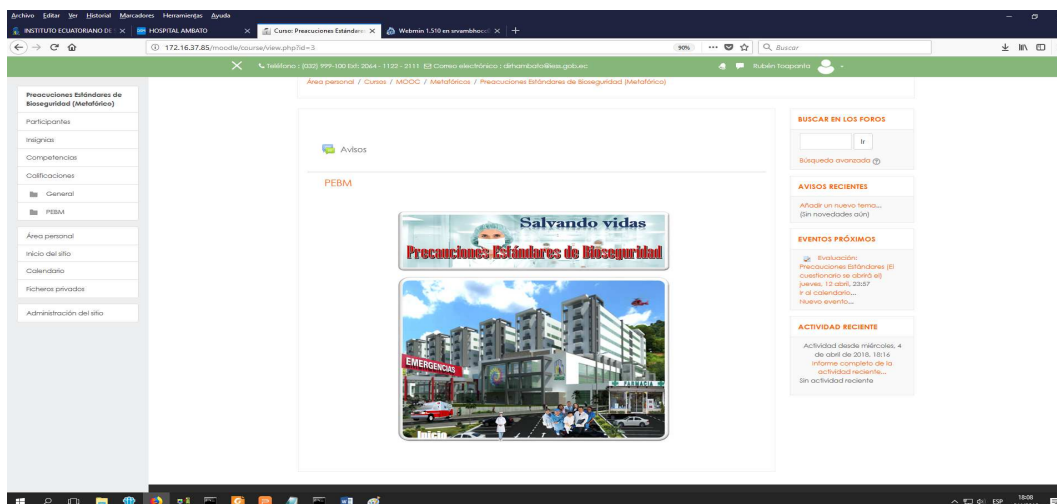 Archivo Editar Ver Historial Marcadores Herramientas Ayuda
INSTITUTO ECUATORIANO DE
HOSPITAL AMBATO
Curso: Preacuciones Estándares
Webmin 1.510 en srvambhoccl
172.16.37.85/moodle/course/view.php?id=3
90%
Buscar
Teléfono : (032) 999-100 Ext: 2064 - 1122 - 2111 Correo electrónico : dirhambato@iess.gob.ec
Rubén toapanta
Área personal / Cursos / MOOC / Metafóricos / Preacuciones Estándares de Bioseguridad (Metafórico)
Preacuciones Estándares de
Bioseguridad (Metafórico)
Participantes
Insignias
Competencias
Calificaciones
General
PEBM
Área personal
Inicio del sitio
Calendario
Ficheros privados
Administración del sitio
Avisos
PEBM
Salvando vidas
Precauciones Estándares de Bioseguridad
EMERGENCIAS
FARMACIA
Inicio
BUSCAR EN LOS FOROS
Ir
Búsqueda avanzada
AVISOS RECIENTES
Añadir un nuevo tema...
(Sin novedades aún)
EVENTOS PRÓXIMOS
Evaluación:
Precauciones Estándares (El
cuestionario se abrirá el)
jueves, 12 abril, 23:57
Ir al calendario...
Nuevo evento...
ACTIVIDAD RECIENTE
Actividad desde miércoles, 4
de abril de 2018, 18:16
Informe completo de la
actividad reciente...
Sin actividad reciente
ESP
18:08